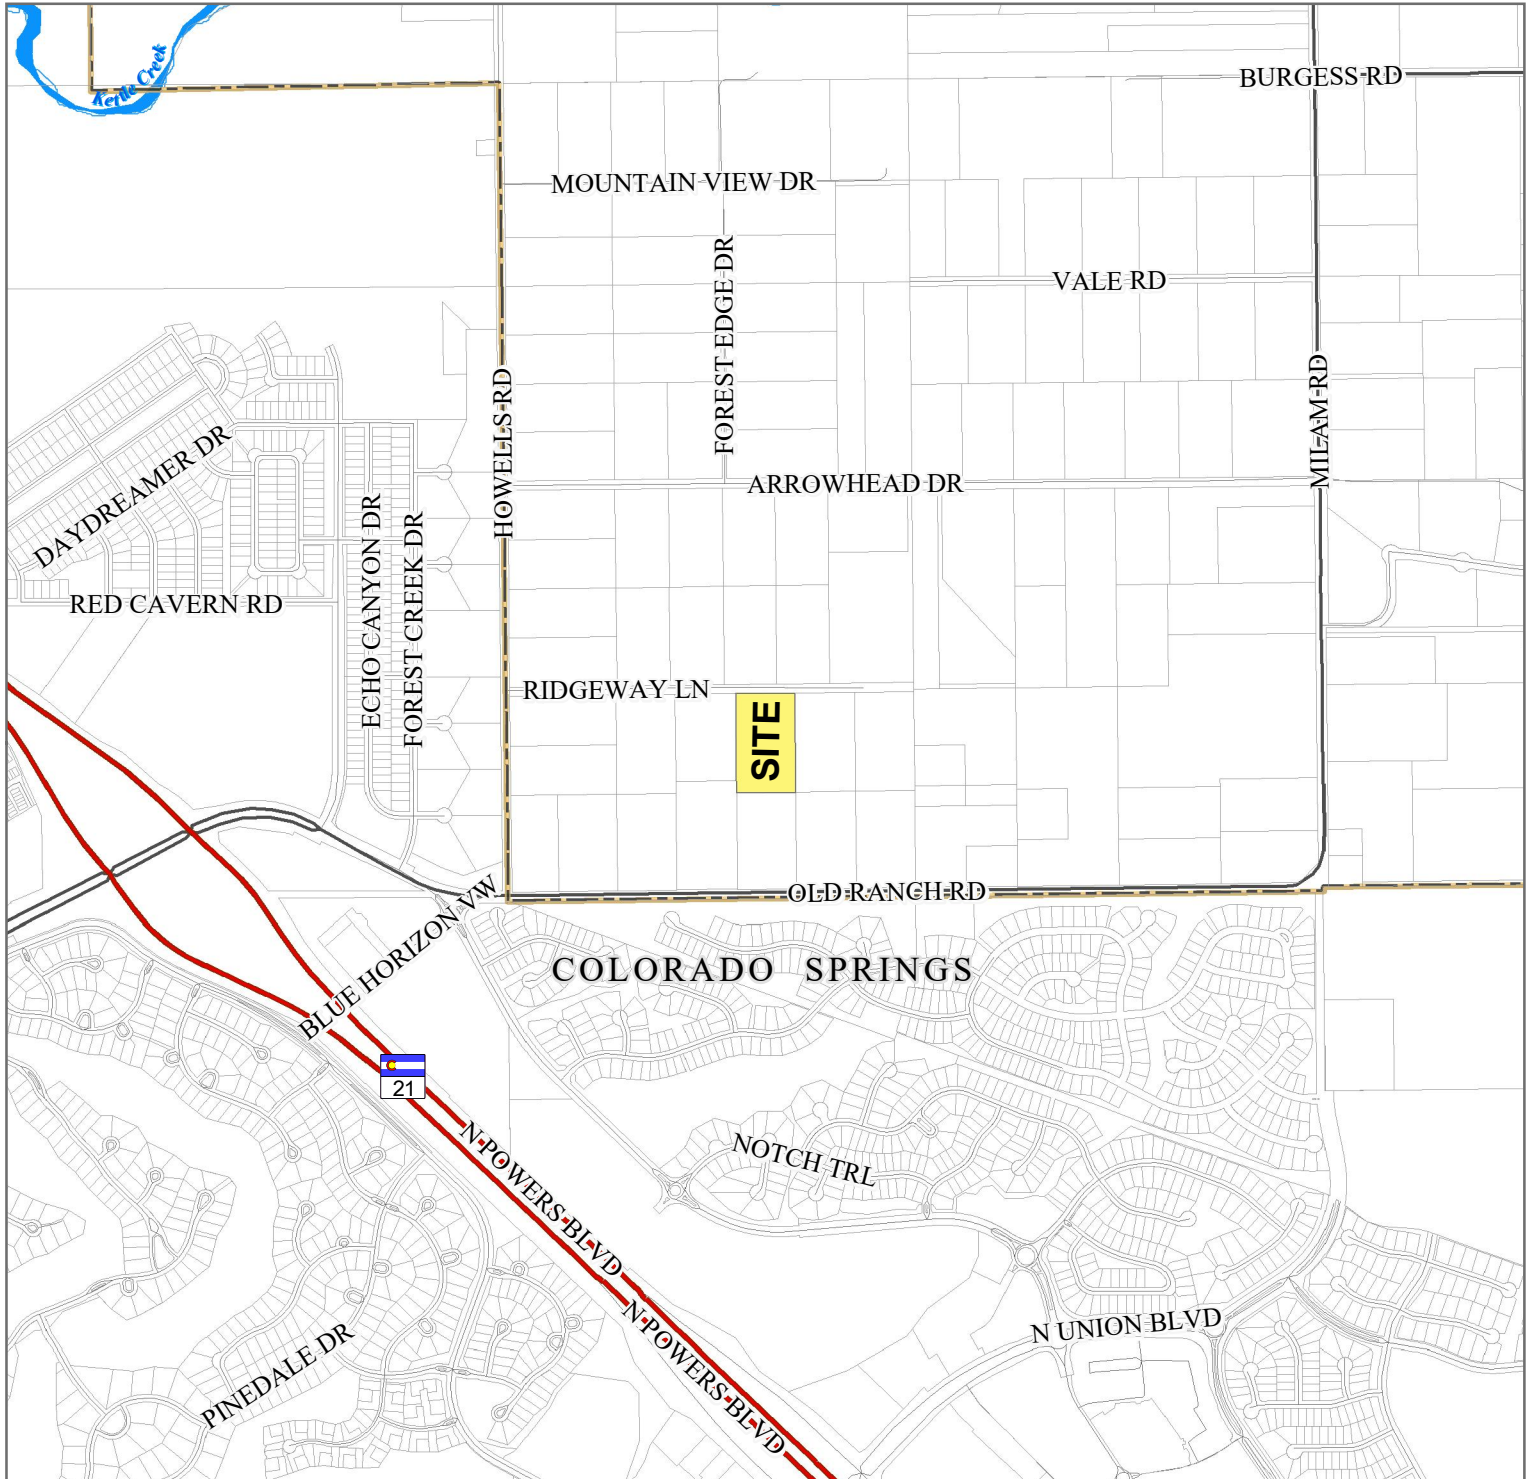 Kettle Creek
BURGESS RD
MOUNTAIN VIEW DR
FOREST EDGE DR
VALE RD
HOWELLS RD
MILAM RD
DAYDREAMER DR
ARROWHEAD DR
ECHO CANYON DR
FOREST CREEK DR
RED CAVERN RD
RIDGEWAY LN
SITE
OLD RANCH RD
BLUE HORIZON VW
COLORADO SPRINGS
21
N POWERS BLVD
NOTCH TRL
N POWERS BLVD
N UNION BLVD
PINEDALE DR